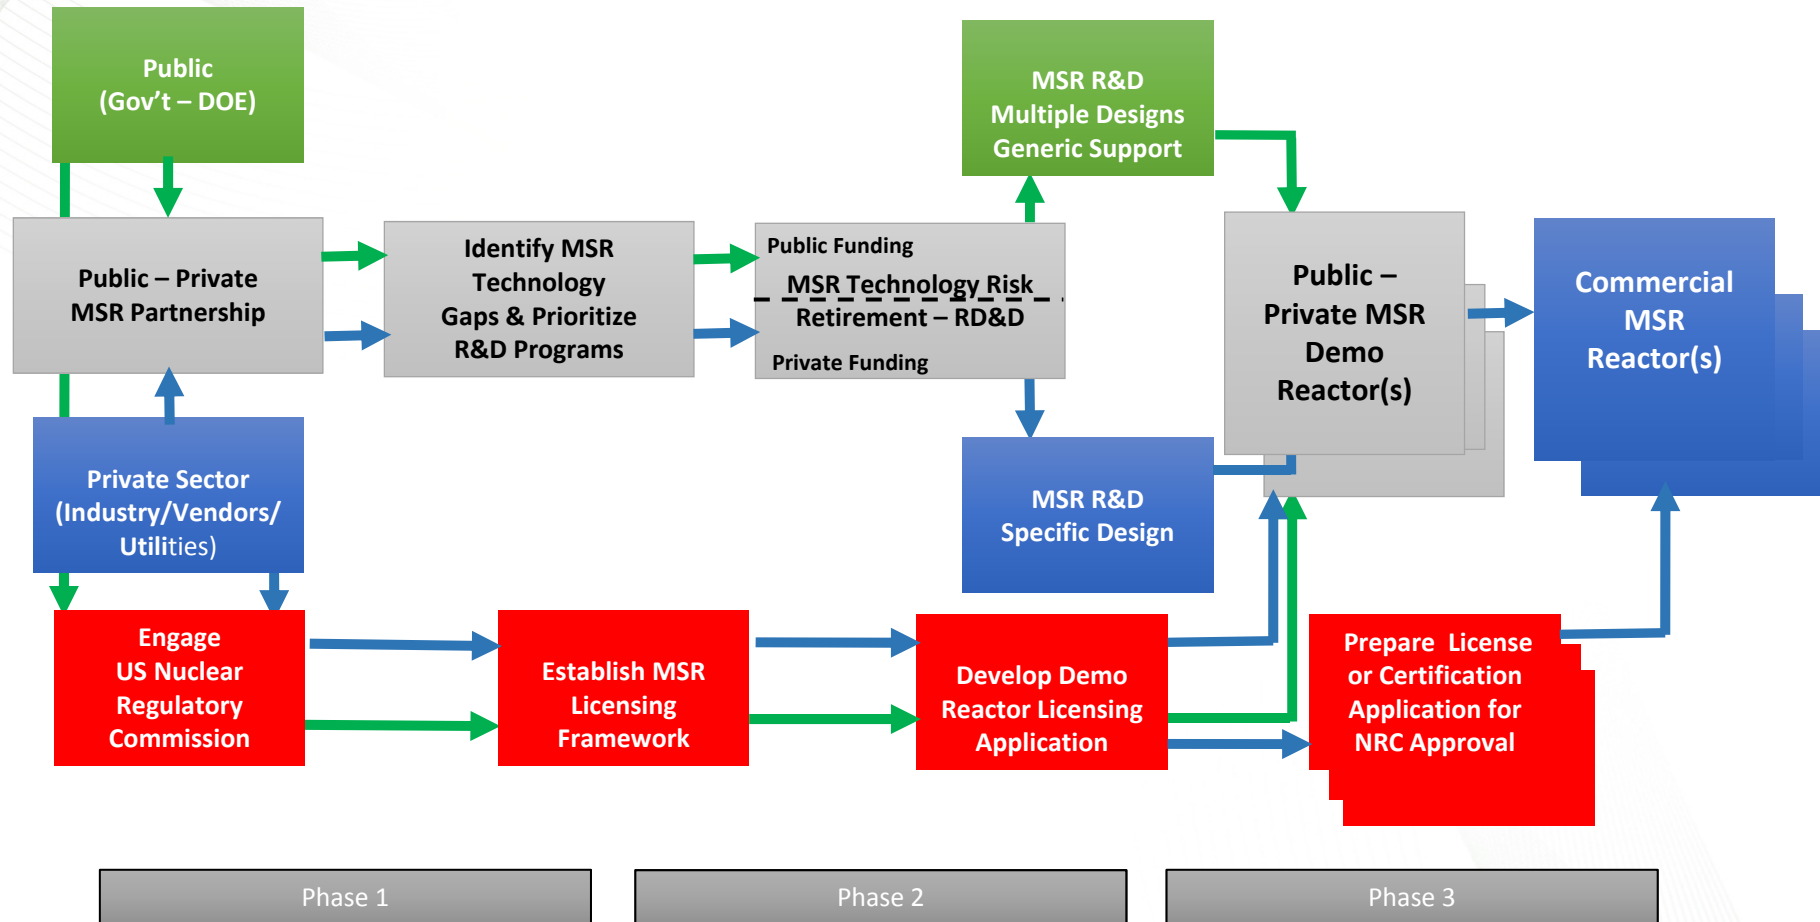 Public
(Gov't – DOE)
MSR R&D
Multiple Designs
Generic Support
Public – Private
MSR Partnership
Identify MSR
Technology
Gaps & Prioritize
R&D Programs
Public Funding
MSR Technology Risk
Retirement – RD&D
Private Funding
Public –
Private MSR
Demo
Reactor(s)
Commercial
MSR
Reactor(s)
Private Sector
(Industry/Vendors/
Utilities)
MSR R&D
Specific Design
Engage
US Nuclear
Regulatory
Commission
Establish MSR
Licensing
Framework
Develop Demo
Reactor Licensing
Application
Prepare License
or Certification
Application for
NRC Approval
Phase 1
Phase 2
Phase 3